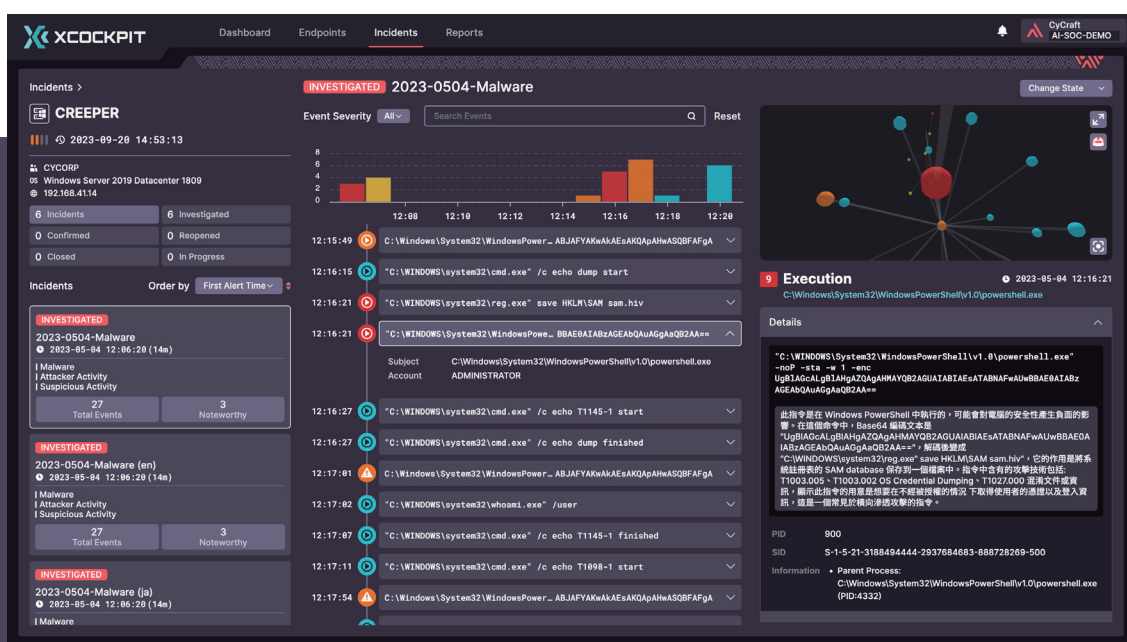 XCOCKPIT
Dashboard
Endpoints
Incidents
Reports
CyCraft
AI-SOC-DEMO
Incidents >
CREEPER
2023-09-20 14:53:13
CYCORP
OS Windows Server 2019 Datacenter 1809
192.168.41.14
6 Incidents
6 Investigated
0 Confirmed
0 Reopened
0 Closed
0 In Progress
Incidents
Order by
First Alert Time
INVESTIGATED
2023-0504-Malware
2023-05-04 12:06:20(14m)
| Malware
| Attacker Activity
| Suspicious Activity
27
Total Events
3
Noteworthy
INVESTIGATED
2023-0504-Malware (en)
2023-05-04 12:06:20(14m)
| Malware
| Attacker Activity
| Suspicious Activity
27
Total Events
3
Noteworthy
INVESTIGATED
2023-0504-Malware (ja)
2023-05-04 12:06:20(14m)
| Malware
INVESTIGATED 2023-0504-Malware
Change State
Event Severity
All
Search Events
Reset
8
6
4
2
0
12:08 12:10 12:12 12:14 12:16 12:18 12:20
12:15:49 C:\Windows\System32\WindowsPower… ABJAFYAKwAkAEsAKQApAHwASQBFAFgA
12:16:15 "C:\WINDOWS\system32\cmd.exe" /c echo dump start
12:16:21 "C:\WINDOWS\system32\reg.exe" save HKLM\SAM sam.hiv
12:16:21 "C:\WINDOWS\System32\WindowsPowe… BBAE0AIABzAGEAbQAuAGgAaQB2AA==
Subject C:\Windows\System32\WindowsPowerShell\v1.0\powershell.exe
Account ADMINISTRATOR
12:16:27 "C:\WINDOWS\system32\cmd.exe" /c echo T1145-1 start
12:16:27 "C:\WINDOWS\system32\cmd.exe" /c echo dump finished
12:17:01 C:\Windows\System32\WindowsPower… ABJAFYAKwAkAEsAKQApAHwASQBFAFgA
12:17:02 "C:\WINDOWS\system32\whoami.exe" /user
12:17:07 "C:\WINDOWS\system32\cmd.exe" /c echo T1145-1 finished
12:17:11 "C:\WINDOWS\system32\cmd.exe" /c echo T1098-1 start
12:17:54 C:\Windows\System32\WindowsPower… ABJAFYAKwAkAEsAKQApAHwASQBFAFgA
9 Execution
2023-05-04 12:16:21
C:\Windows\System32\WindowsPowerShell\v1.0\powershell.exe
Details
"C:\WINDOWS\System32\WindowsPowerShell\v1.0\powershell.exe"
-noP -sta -w 1 -enc
UgBlAGcALgBlAHgAZQAgAHMAYQB2AGUAIABIAEsATABNAFwAUwBBAE0AIABz
AGEAbQAuAGgAaQB2AA==
此指令是在 Windows PowerShell 中執行的，可能會對電腦的安全性產生負面的影
響。在這個命令中，Base64 編碼文本是
"UgBlAGcALgBlAHgAZQAgAHMAYQB2AGUAIABIAEsATABNAFwAUwBBAE0A
IABzAGEAbQAuAGgAaQB2AA=="，解碼後變成
"C:\WINDOWS\system32\reg.exe" save HKLM\SAM sam.hiv"，它的作用是將系
統註冊表的 SAM database 保存到一個檔案中。指令中含有的攻擊技術包括:
T1003.005、T1003.002 OS Credential Dumping、T1027.000 混淆文件或資
訊，顯示此指令的用意是想要在不經被授權的情況 下取得使用者的憑證以及登入資
訊，這是一個常見於橫向滲透攻擊的指令。
PID 900
SID S-1-5-21-3188494444-2937684683-888728269-500
Information • Parent Process:
C:\Windows\System32\WindowsPowerShell\v1.0\powershell.exe
(PID:4332)